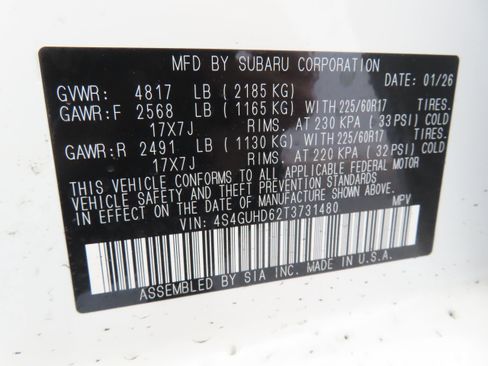 MFD BY SUBARU CORPORATION
DATE: 01/26
GVWR: 4817 LB (2185 KG)
GAWR:F 2568 LB (1165 KG) WITH 225/60R17 TIRES.
17X7J RIMS. AT 230 KPA (33 PSI) COLD
GAWR:R 2491 LB (1130 KG) WITH 225/60R17 TIRES.
17X7J RIMS. AT 220 KPA (32 PSI) COLD
THIS VEHICLE CONFORMS TO ALL APPLICABLE FEDERAL MOTOR
VEHICLE SAFETY AND THEFT PREVENTION STANDARDS
IN EFFECT ON THE DATE OF MANUFACTURE SHOWN ABOVE.
VIN: 4S4GUHD62T3731480 MPV
ASSEMBLED BY SIA INC. MADE IN U.S.A.